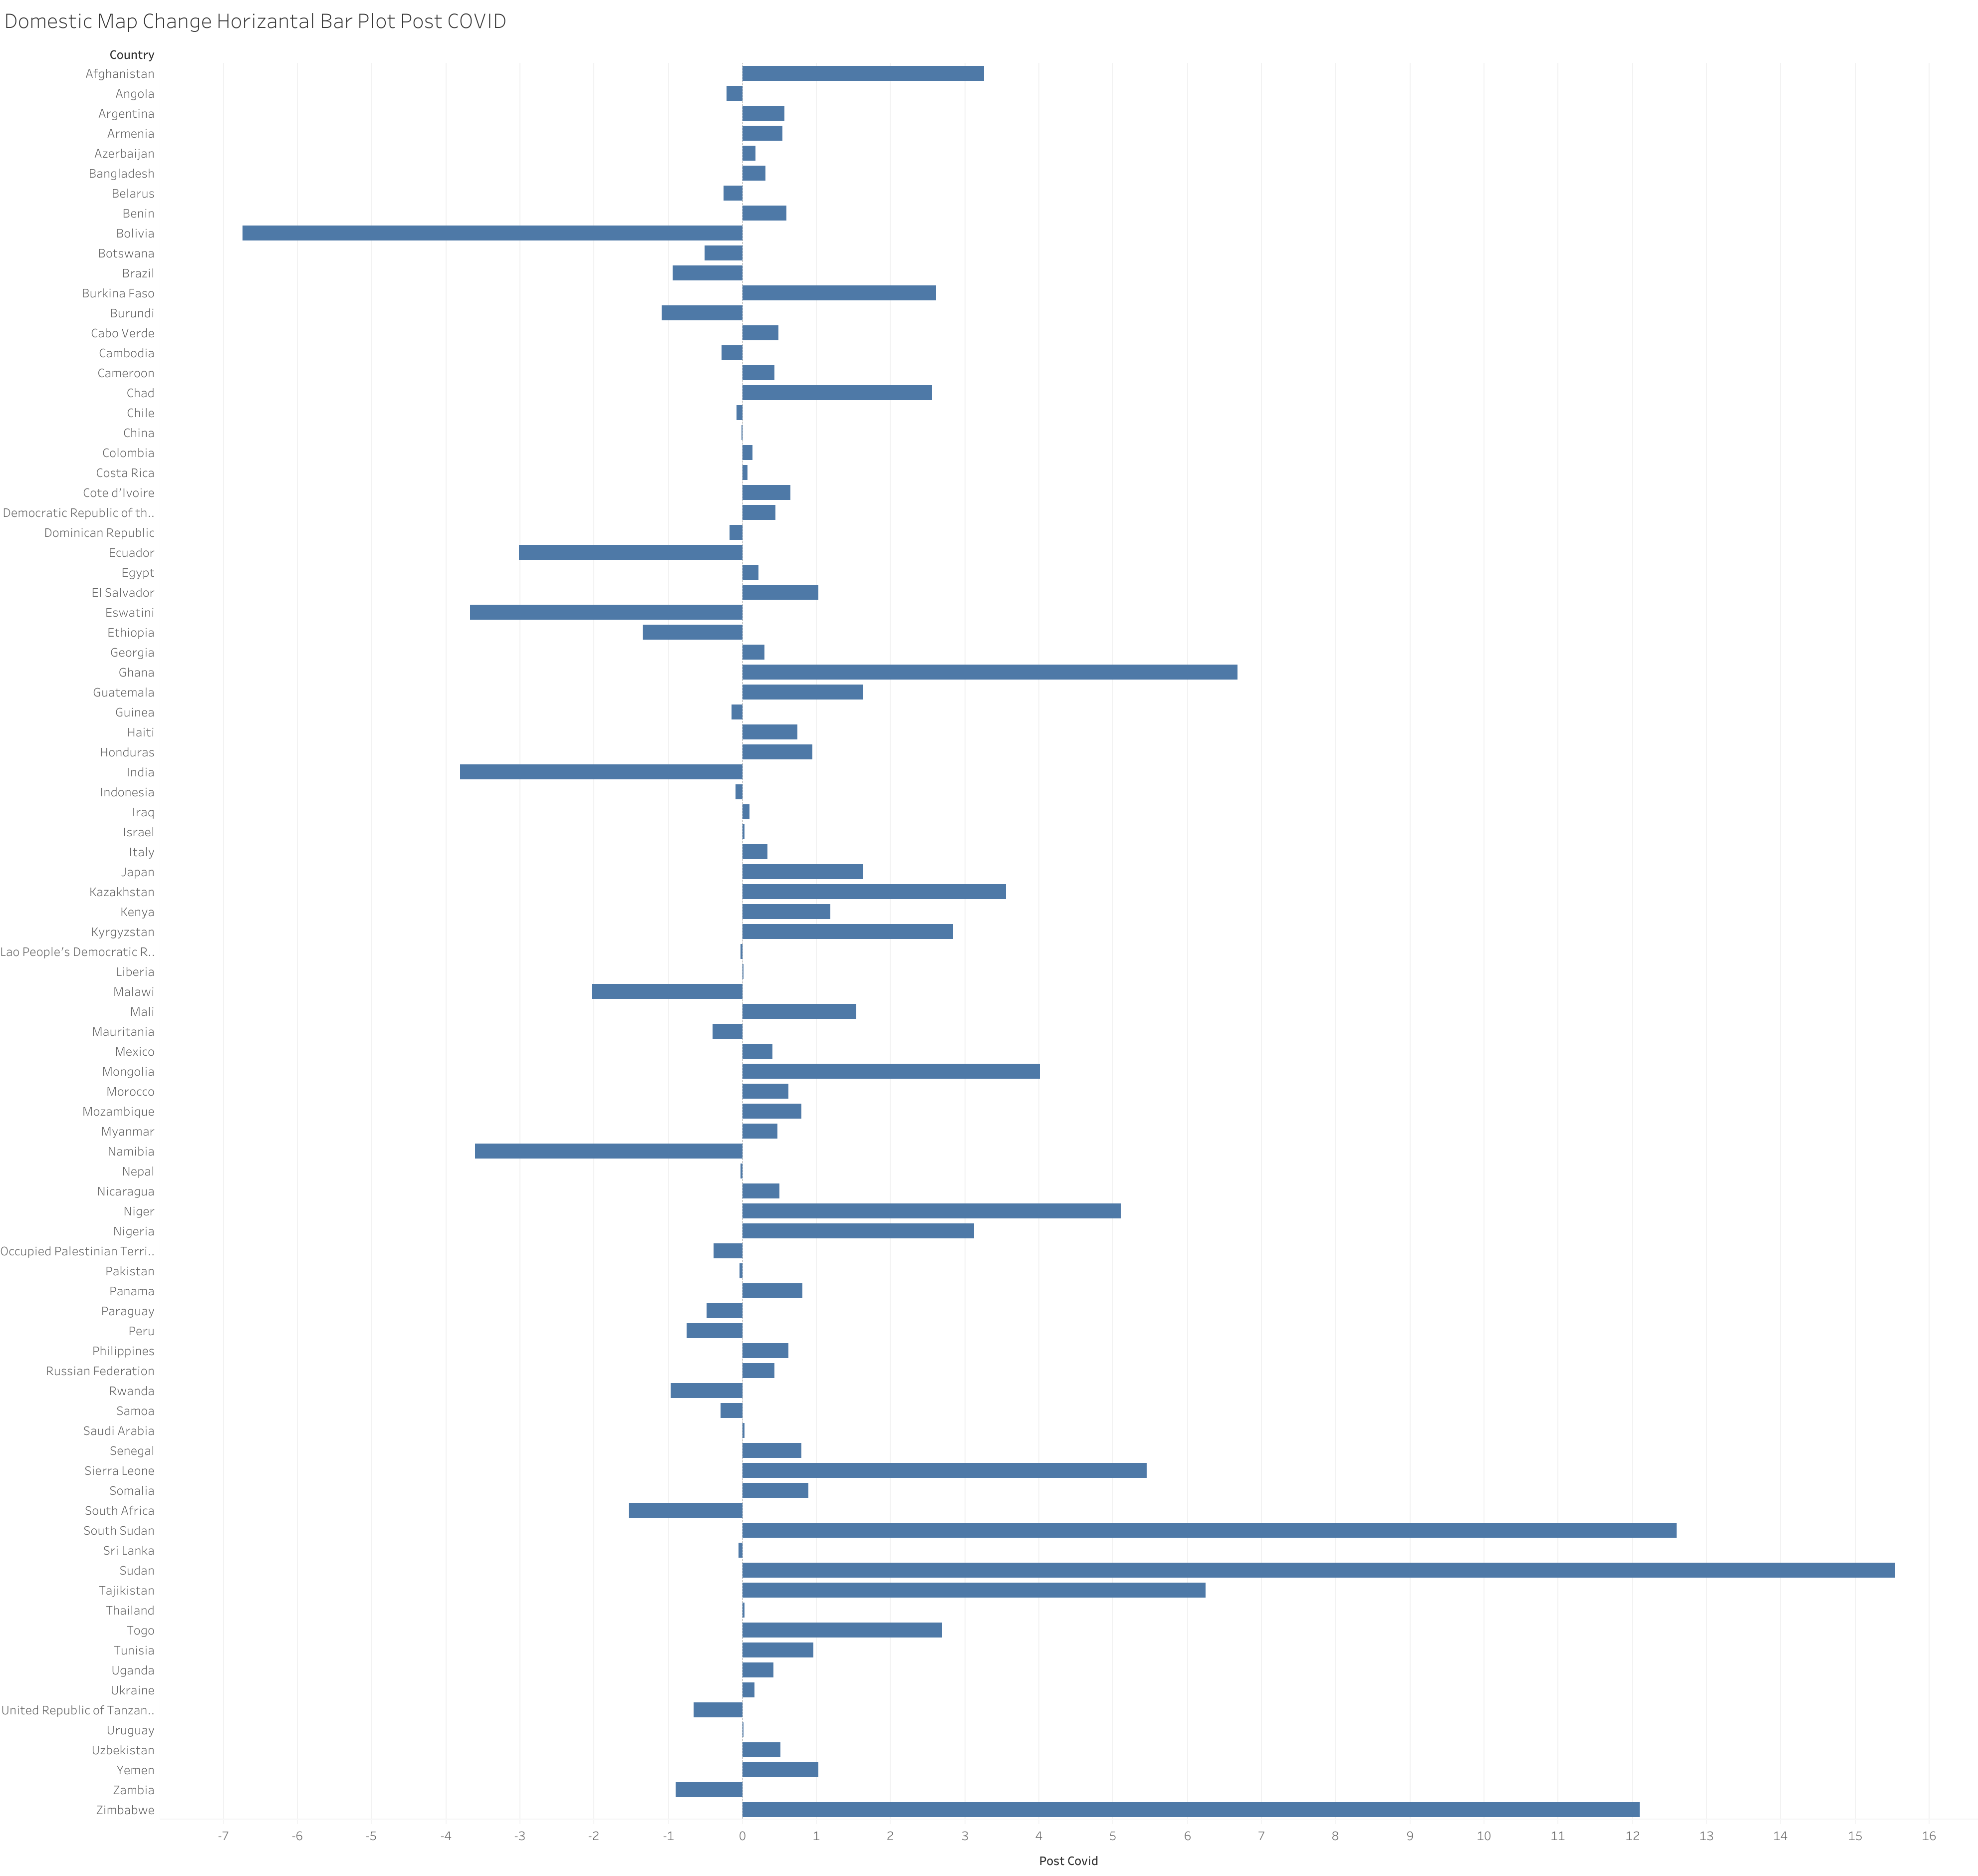 Domestic Map Change Horizantal Bar Plot Post COVID
Country
Afghanistan
Angola
Argentina
Armenia
Azerbaijan
Bangladesh
Belarus
Benin
Bolivia
Botswana
Brazil
Burkina Faso
Burundi
Cabo Verde
Cambodia
Cameroon
Chad
Chile
China
Colombia
Costa Rica
Cote d'Ivoire
Democratic Republic of th..
Dominican Republic
Ecuador
Egypt
El Salvador
Eswatini
Ethiopia
Georgia
Ghana
Guatemala
Guinea
Haiti
Honduras
India
Indonesia
Iraq
Israel
Italy
Japan
Kazakhstan
Kenya
Kyrgyzstan
Lao People's Democratic R..
Liberia
Malawi
Mali
Mauritania
Mexico
Mongolia
Morocco
Mozambique
Myanmar
Namibia
Nepal
Nicaragua
Niger
Nigeria
Occupied Palestinian Terri..
Pakistan
Panama
Paraguay
Peru
Philippines
Russian Federation
Rwanda
Samoa
Saudi Arabia
Senegal
Sierra Leone
Somalia
South Africa
South Sudan
Sri Lanka
Sudan
Tajikistan
Thailand
Togo
Tunisia
Uganda
Ukraine
United Republic of Tanzan..
Uruguay
Uzbekistan
Yemen
Zambia
Zimbabwe
-7 -6 -5 -4 -3 -2 -1 0 1 2 3 4 5 6 7 8 9 10 11 12 13 14 15 16
Post Covid